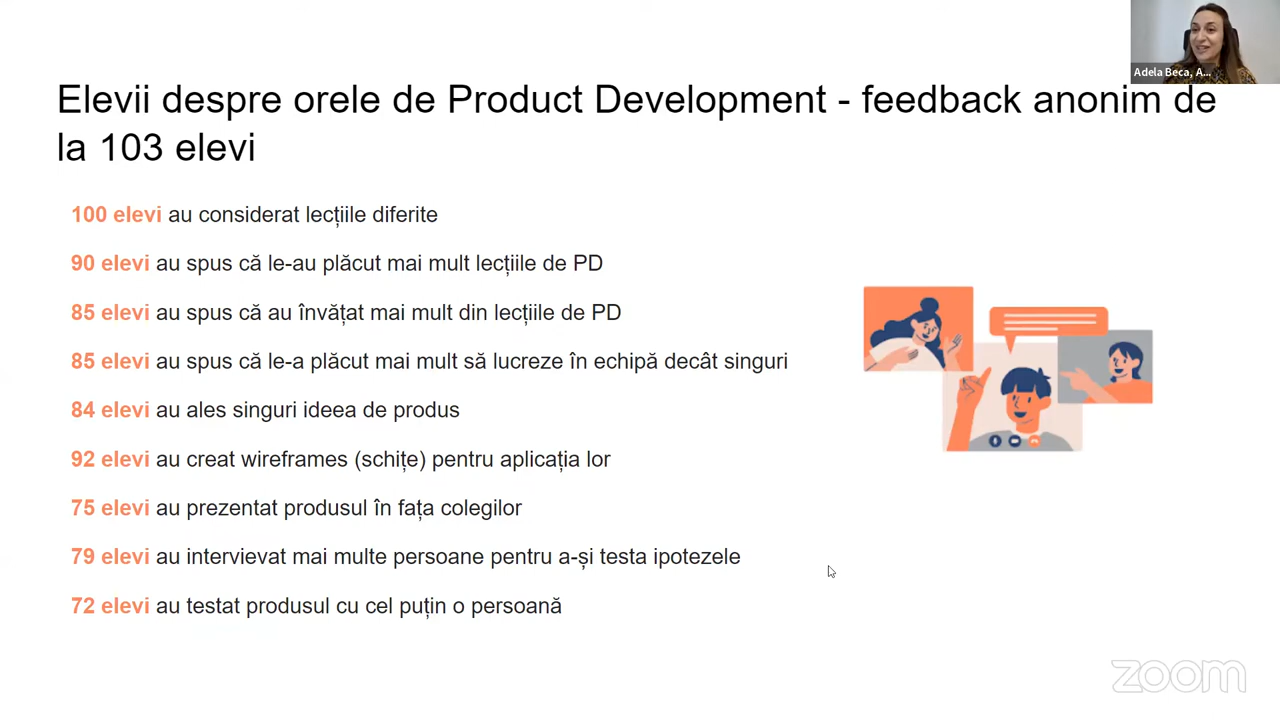 Adela Beca, A...
Elevii despre orele de Product Development - feedback anonim de
la 103 elevi
100 elevi au considerat lecțiile diferite
90 elevi au spus că le-au plăcut mai mult lecțiile de PD
85 elevi au spus că au învățat mai mult din lecțiile de PD
85 elevi au spus că le-a plăcut mai mult să lucreze în echipă decât singuri
84 elevi au ales singuri ideea de produs
92 elevi au creat wireframes (schițe) pentru aplicația lor
75 elevi au prezentat produsul în fața colegilor
79 elevi au intervievat mai multe persoane pentru a-și testa ipotezele
72 elevi au testat produsul cu cel puțin o persoană
zoom